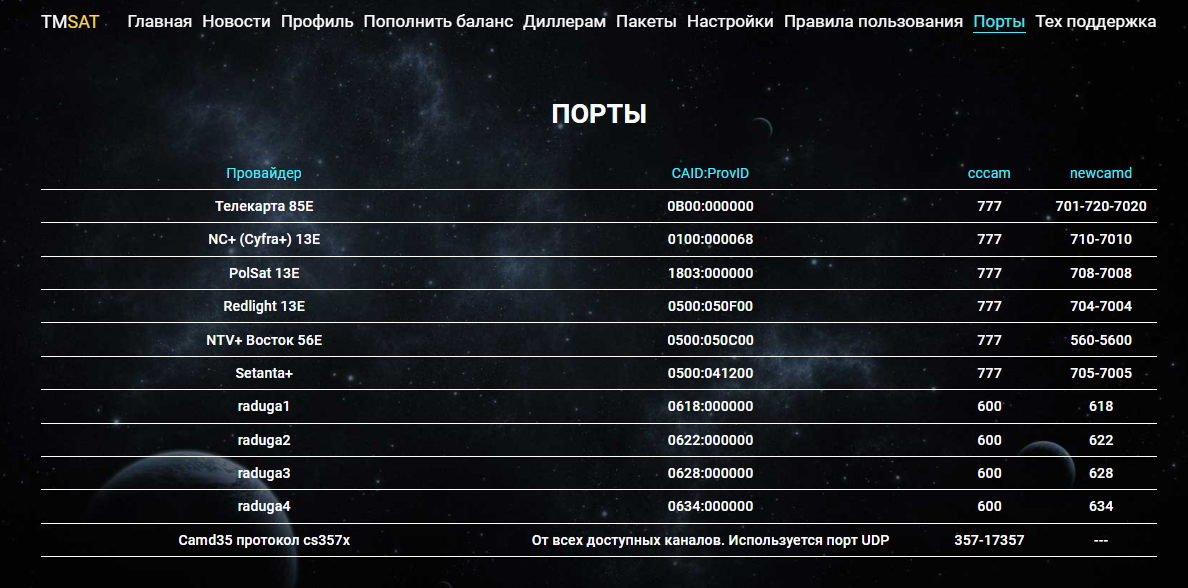 TMSAT Главная Новости Профиль Пополнить баланс Диллерам Пакеты Настройки Правила пользования Порты Тех поддержка
ПОРТЫ
Провайдер CAID:ProvID cccam newcamd
Телекарта 85E 0B00:000000 777 701-720-7020
NC+ (Cyfra+) 13E 0100:000068 777 710-7010
PolSat 13E 1803:000000 777 708-7008
Redlight 13E 0500:050F00 777 704-7004
NTV+ Восток 56E 0500:050C00 777 560-5600
Setanta+ 0500:041200 777 705-7005
raduga1 0618:000000 600 618
raduga2 0622:000000 600 622
raduga3 0628:000000 600 628
raduga4 0634:000000 600 634
Camd35 протокол cs357x От всех доступных каналов. Используется порт UDP 357-17357 ---